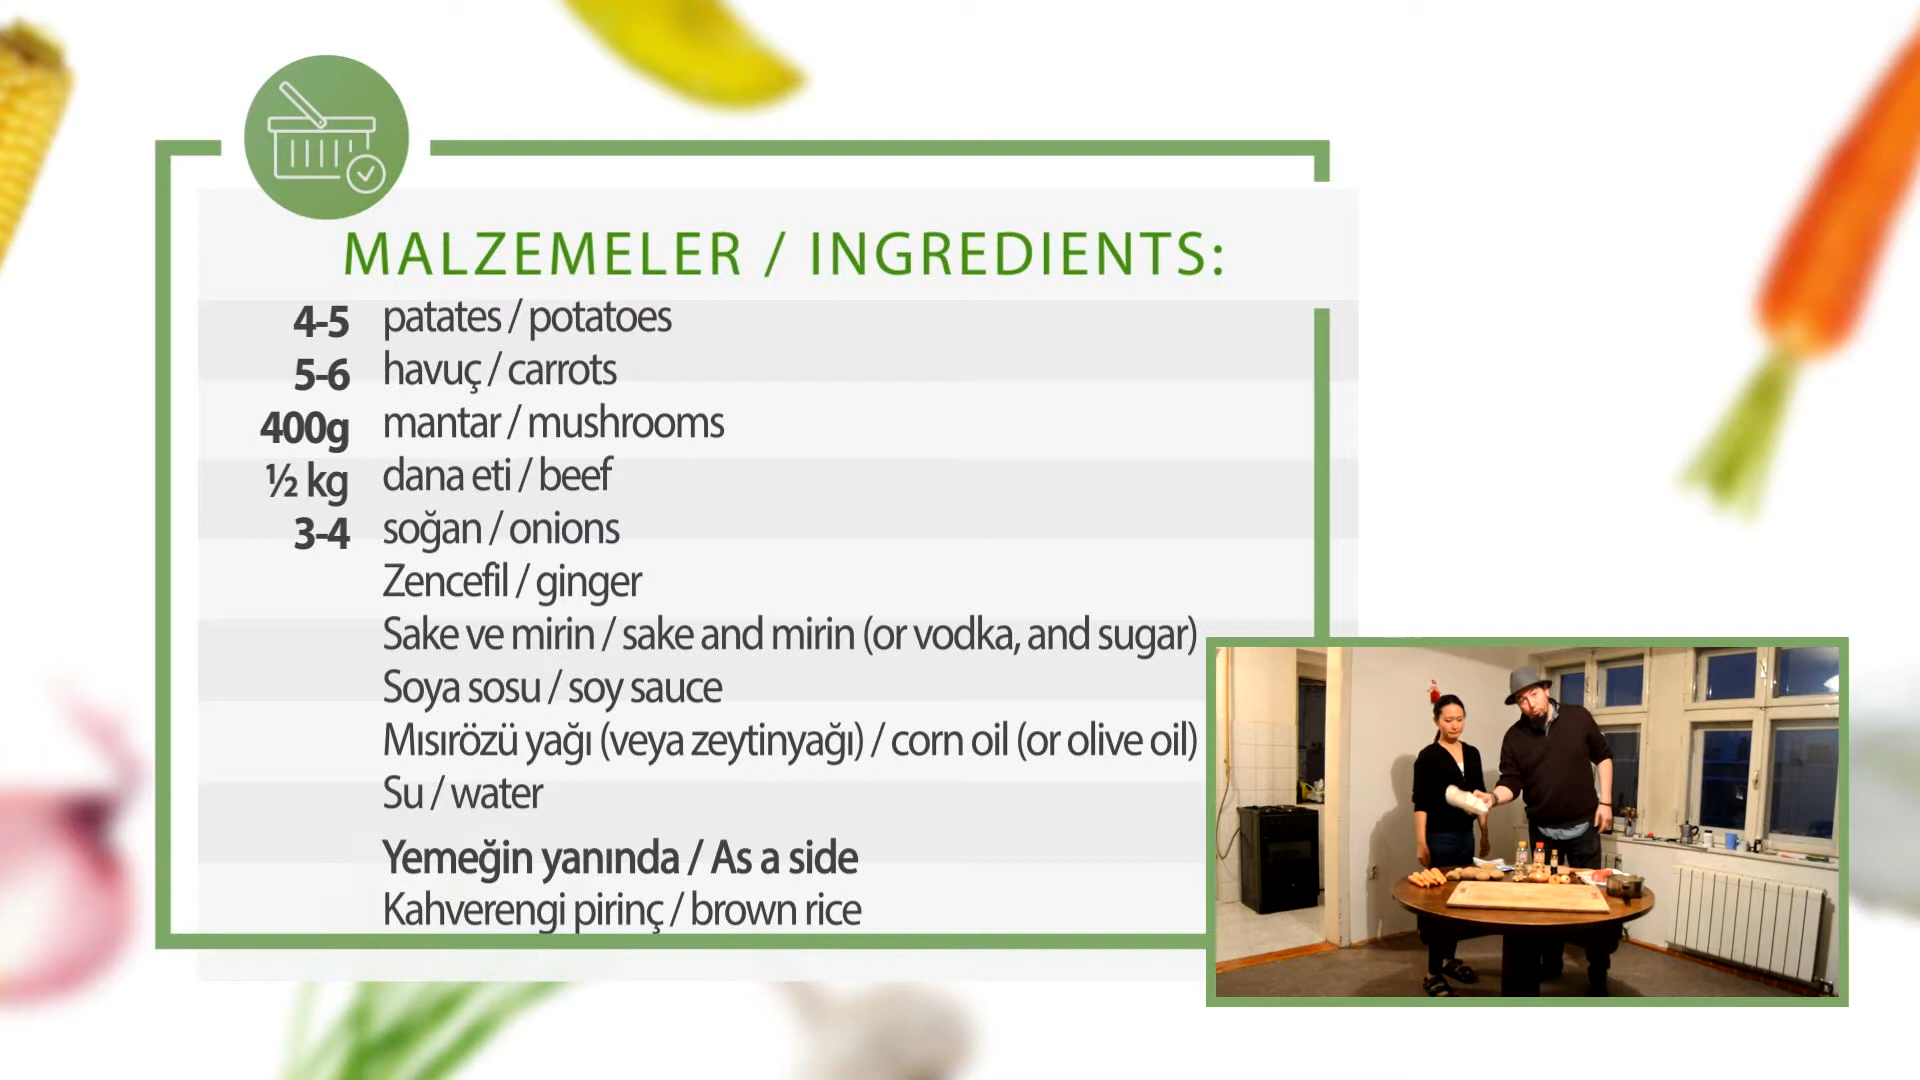 MALZEMELER / INGREDIENTS:
4-5 patates / potatoes
5-6 havuç / carrots
400g mantar / mushrooms
½ kg dana eti / beef
3-4 soğan / onions
Zencefil / ginger
Sake ve mirin / sake and mirin (or vodka, and sugar)
Soya sosu / soy sauce
Mısırözü yağı (veya zeytinyağı) / corn oil (or olive oil)
Su / water
Yemeğin yanında / As a side
Kahverengi pirinç / brown rice